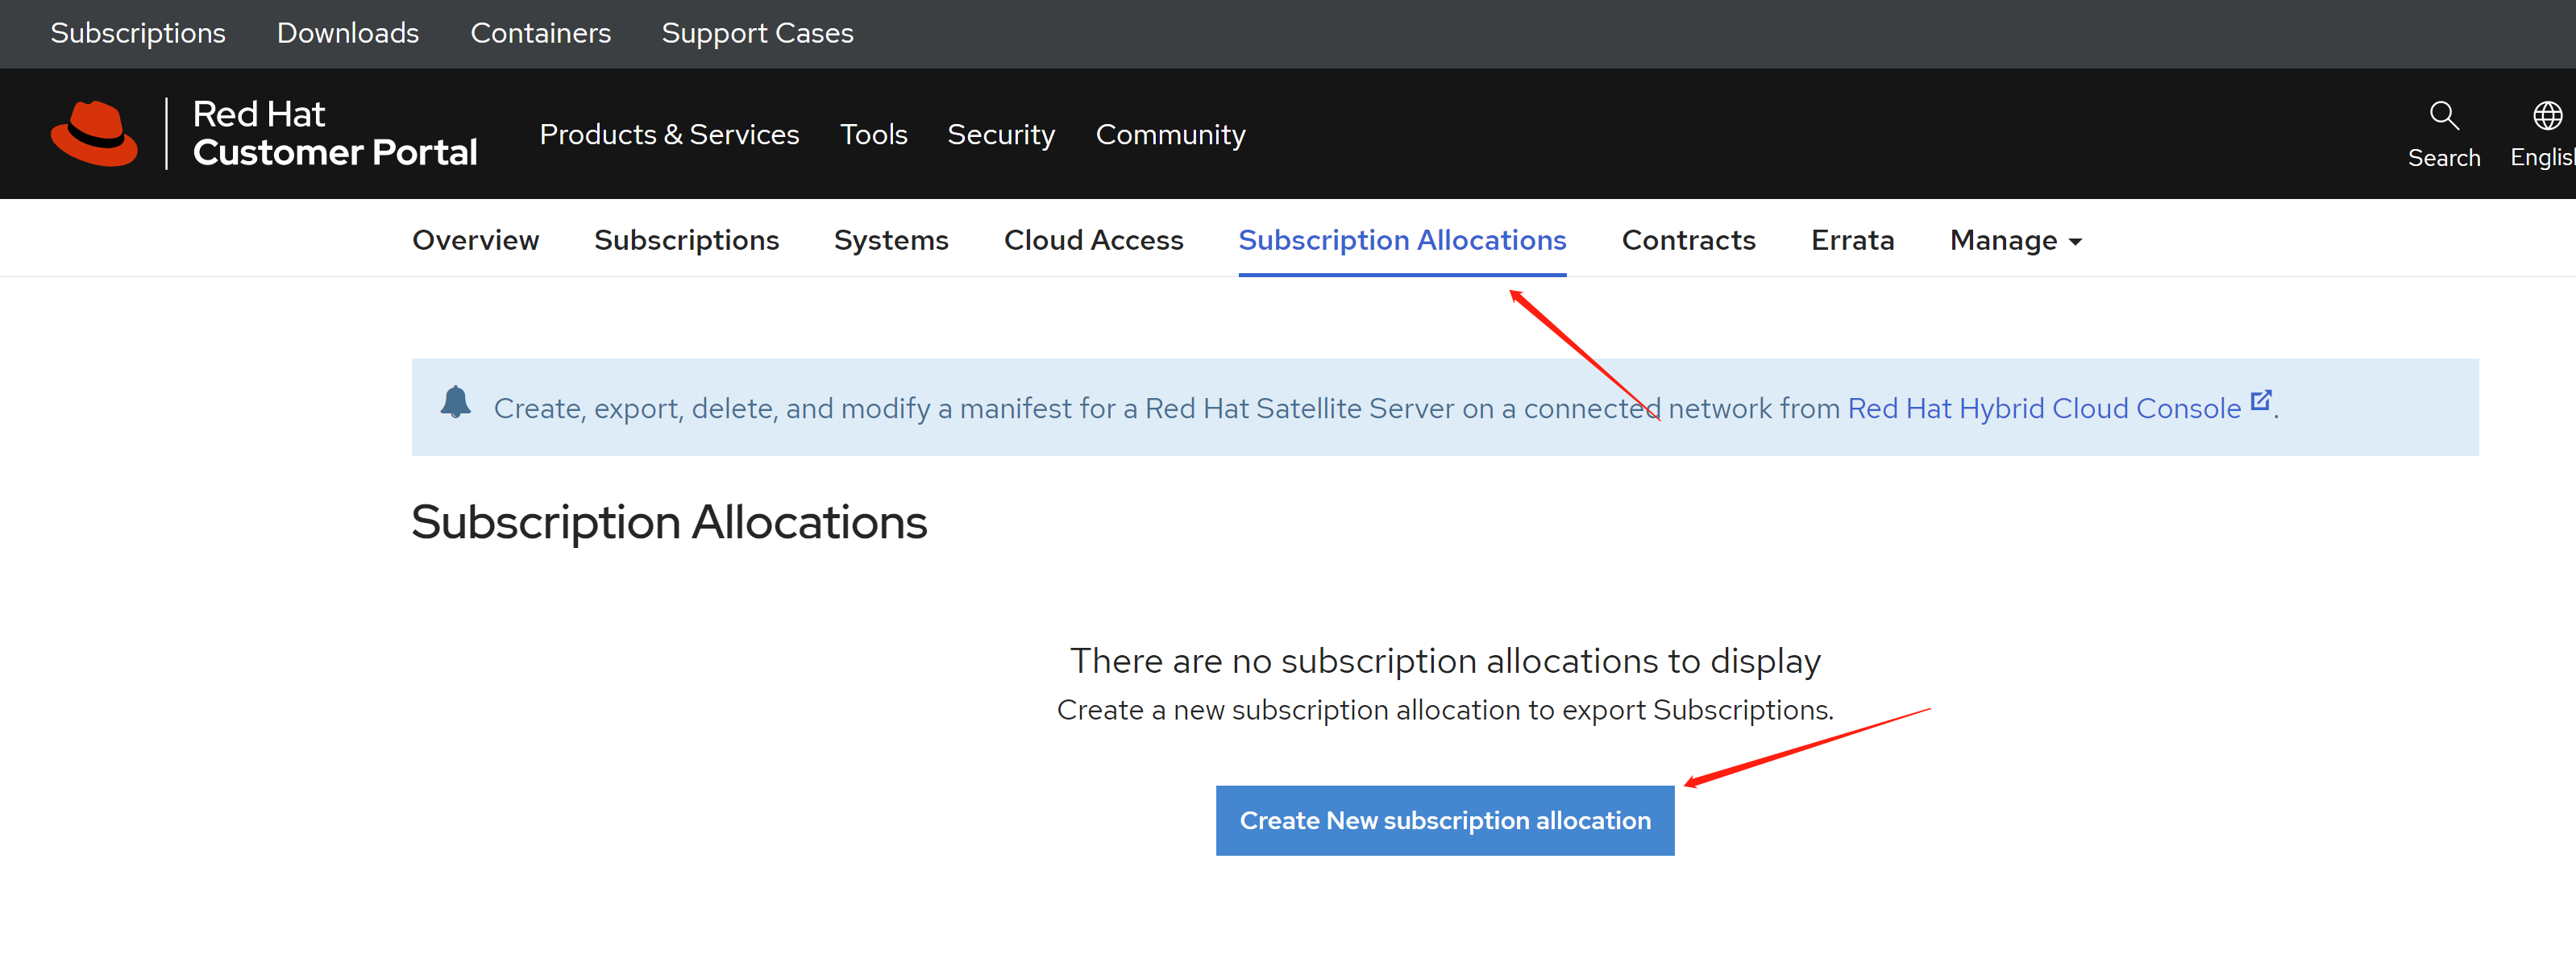 Subscriptions Downloads Containers Support Cases
Red Hat
Customer Portal
Products & Services Tools Security Community
Search
Subscription Allocations
Overview Subscriptions Systems Cloud Access Subscription Allocations Contracts Errata Manage
Create, export, delete, and modify a manifest for a Red Hat Satellite Server on a connected network from Red Hat Hybrid Cloud Console.
Subscription Allocations
There are no subscription allocations to display
Create a new subscription allocation to export Subscriptions.
Create New subscription allocation